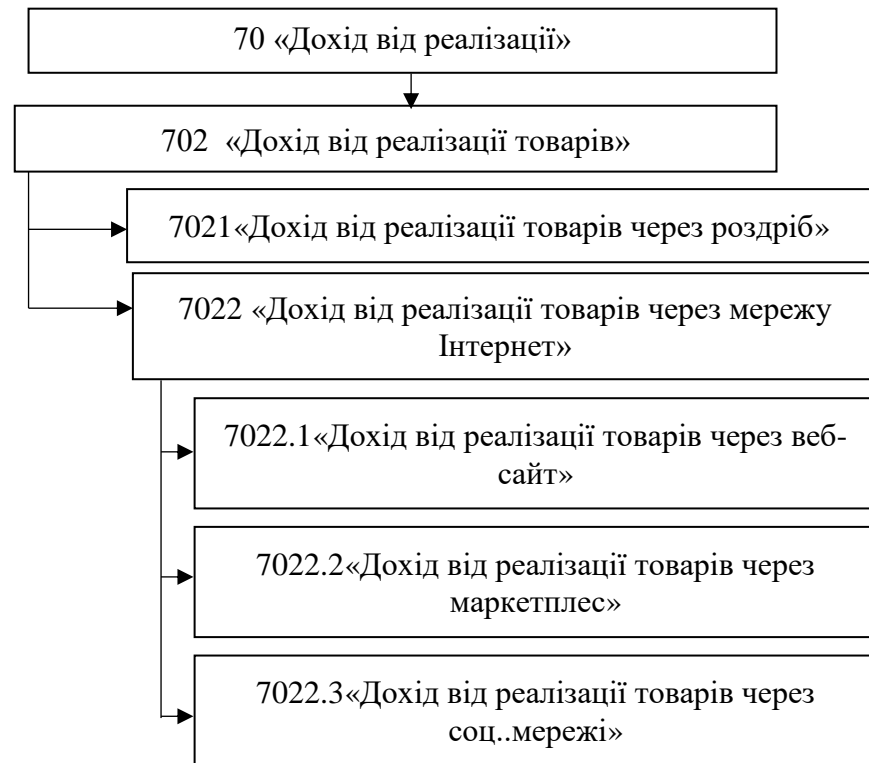 70 «Дохід від реалізації»
702 «Дохід від реалізації товарів»
7021«Дохід від реалізації товарів через роздріб»
7022 «Дохід від реалізації товарів через мережу
Інтернет»
7022.1«Дохід від реалізації товарів через веб-
сайт»
7022.2«Дохід від реалізації товарів через
маркетплес»
7022.3«Дохід від реалізації товарів через
соц..мережі»